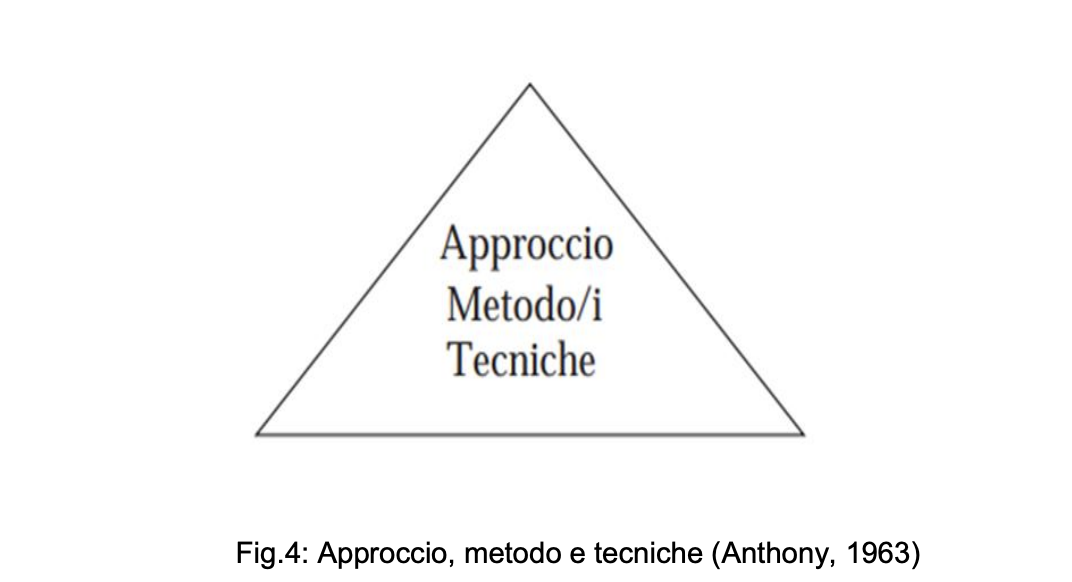 Approccio
Metodo/i
Tecniche
Fig.4: Approccio, metodo e tecniche (Anthony, 1963)